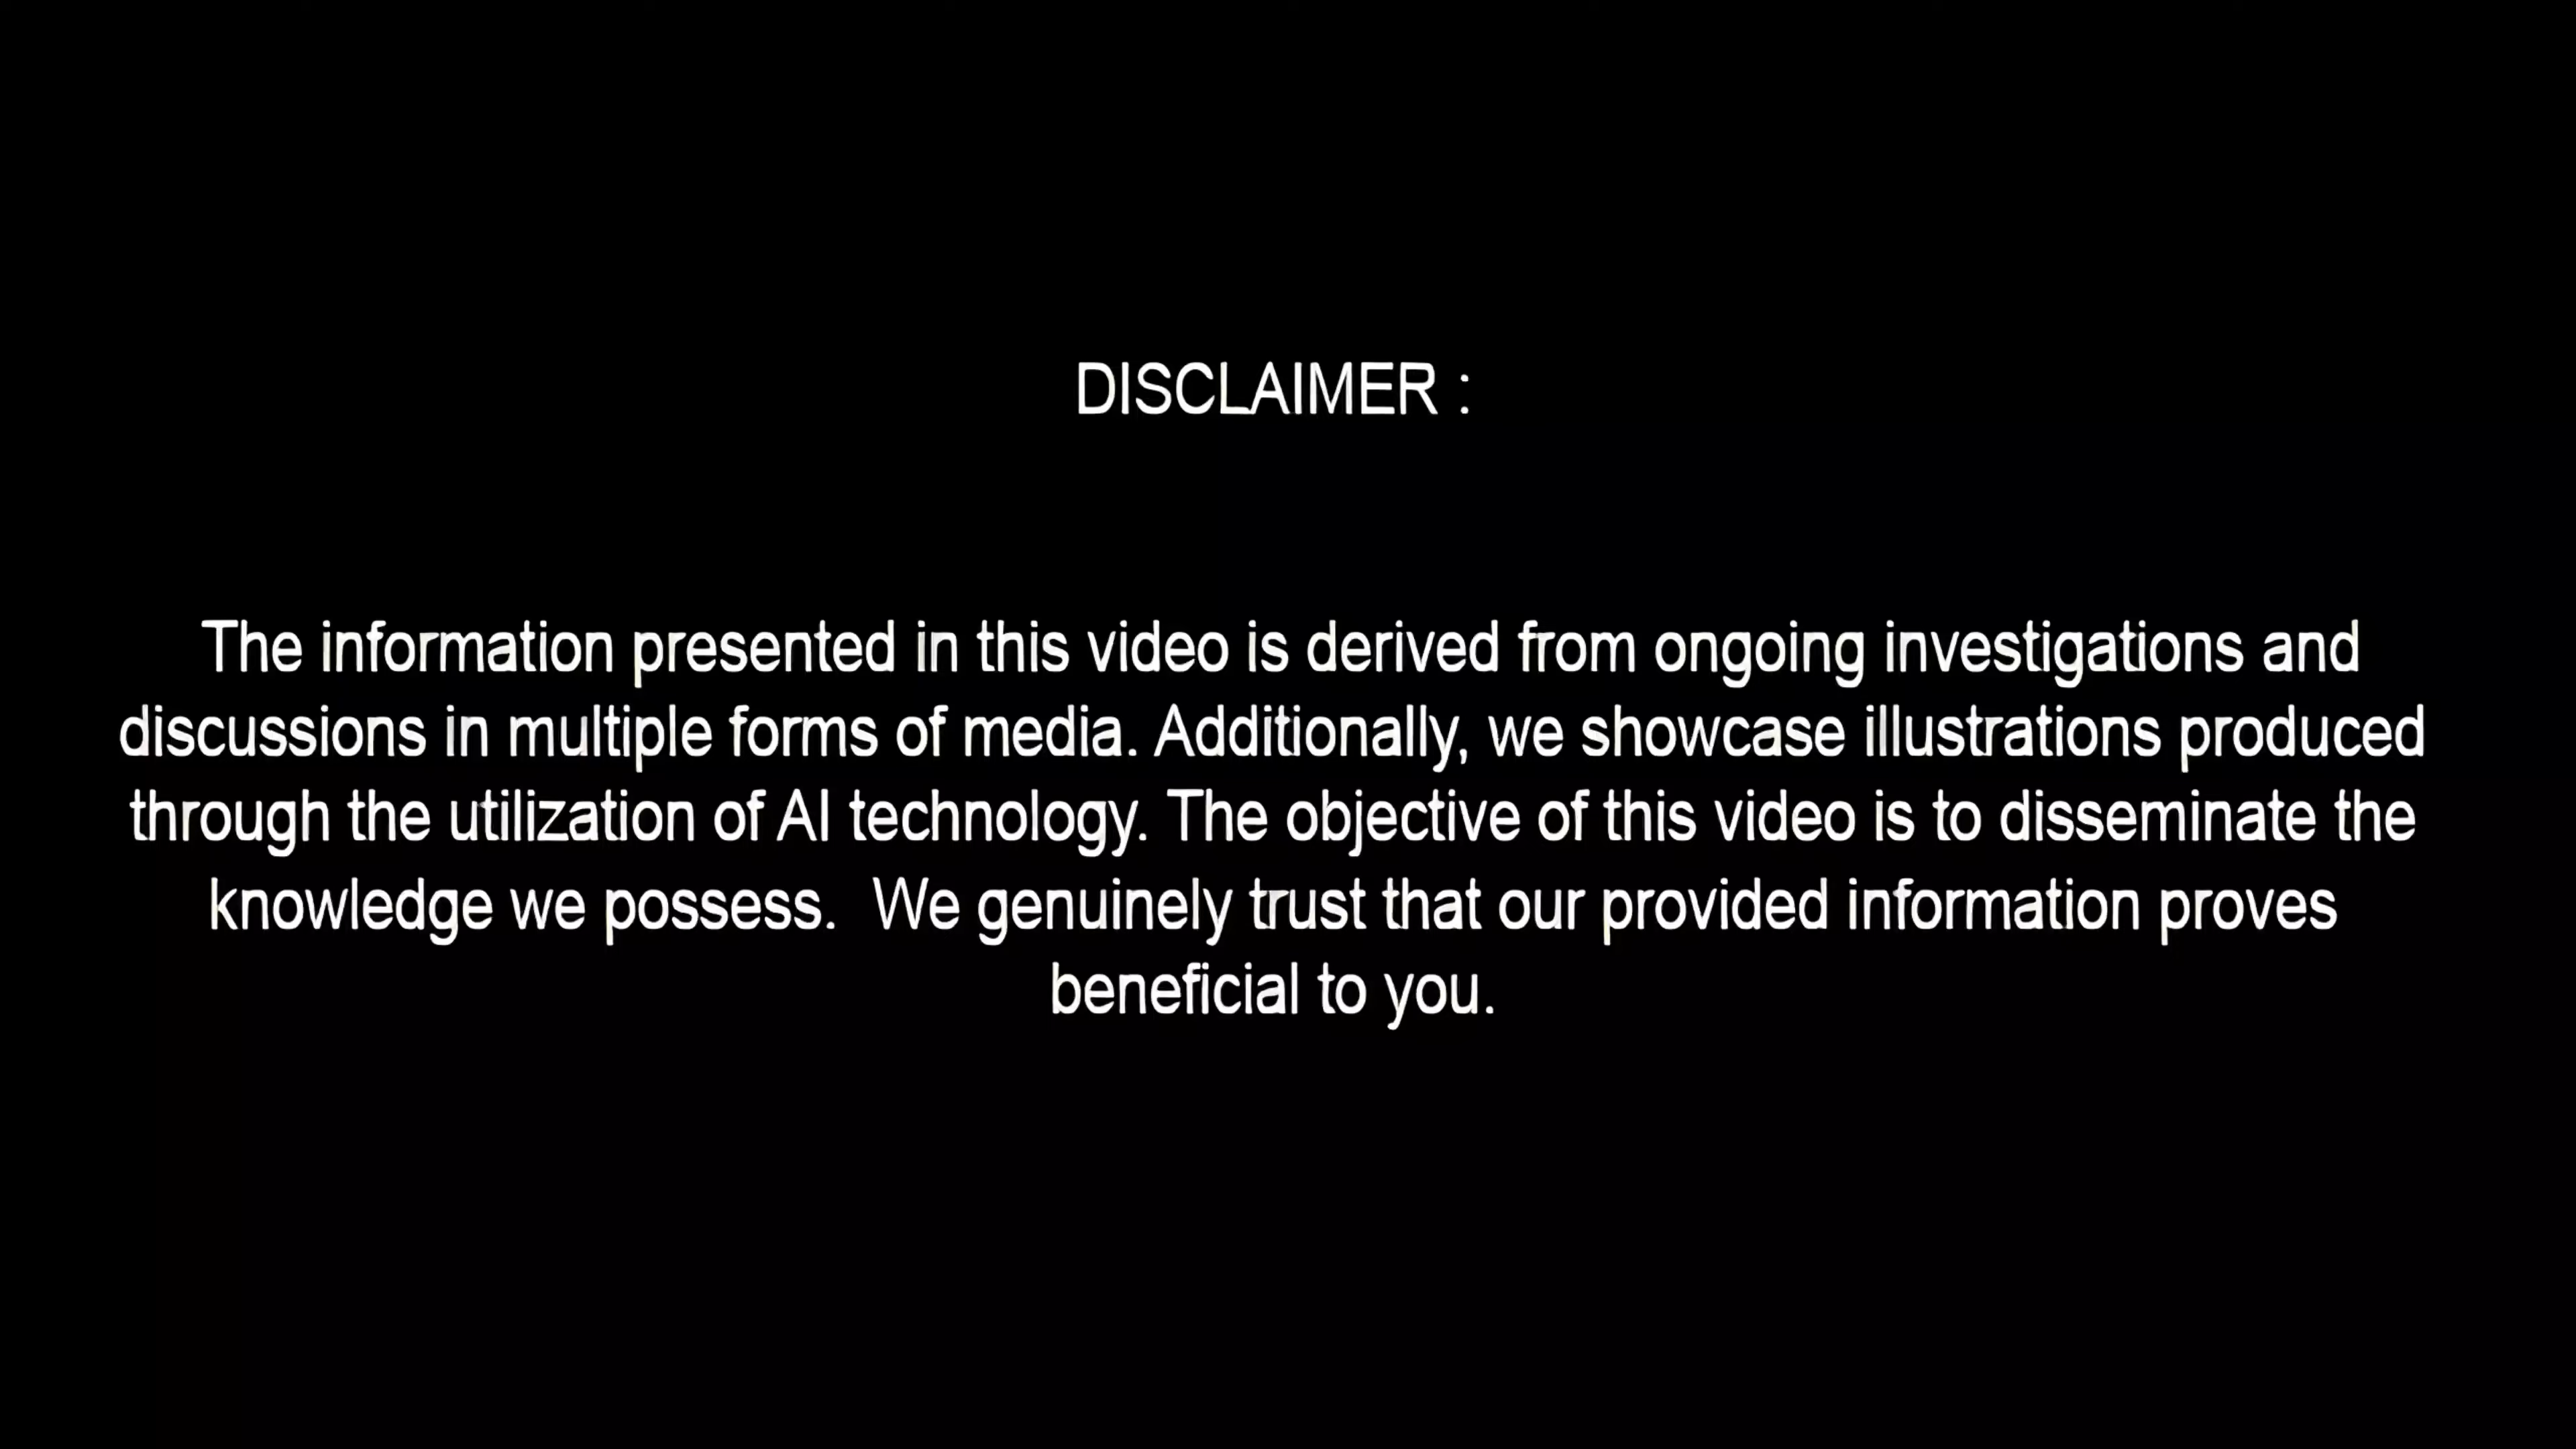 DISCLAIMER :
The information presented in this video is derived from ongoing investigations and
discussions in multiple forms of media. Additionally, we showcase illustrations produced
through the utilization of AI technology. The objective of this video is to disseminate the
knowledge we possess.  We genuinely trust that our provided information proves
beneficial to you.